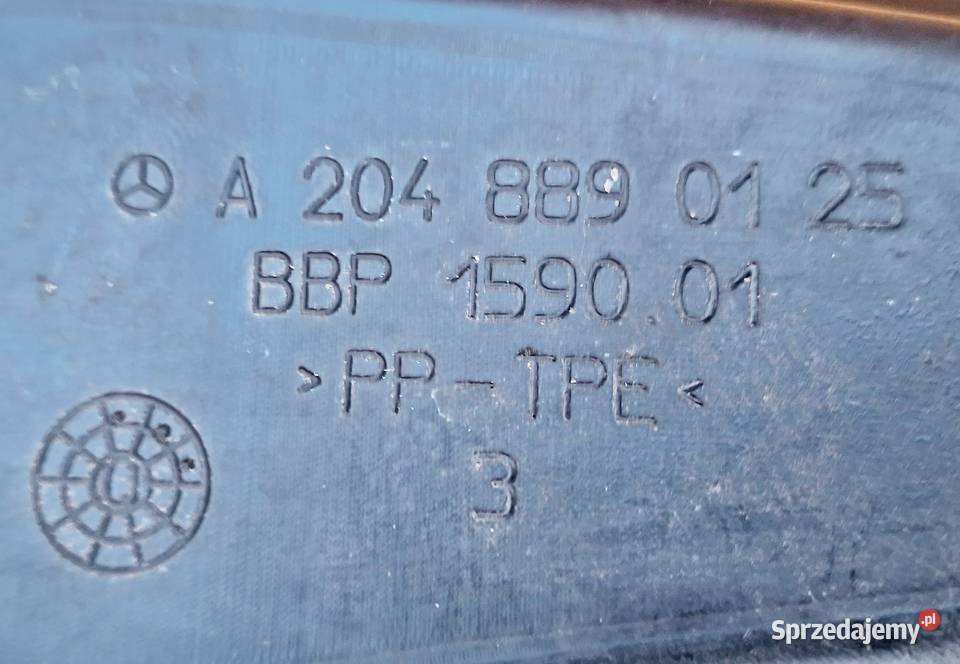 A 204 889 01 25
BBP 1590.01
>PP-TPE<
3
Sprzedajemy.pl